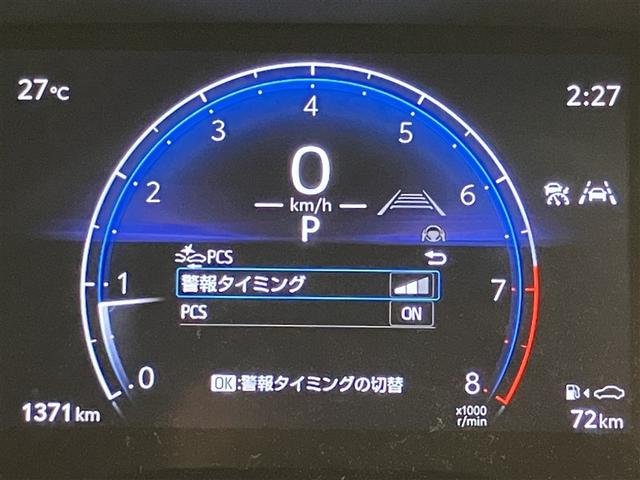 27℃
2:27
4
3
5
2
6
0
km/h
P
PCS
警報タイミング
1
7
PCS ON
0
OK:警報タイミングの切替
8
1371km
x1000
r/min
72km